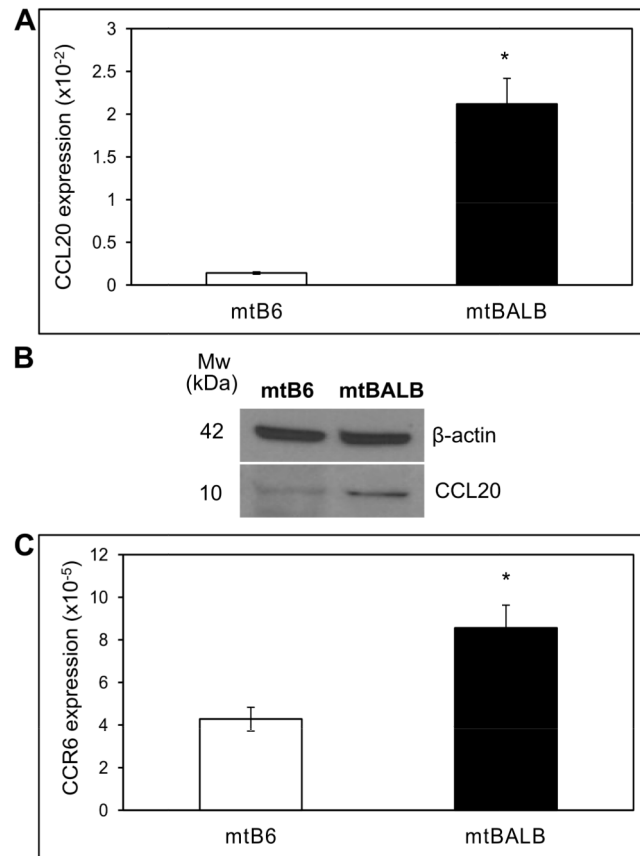 A
CCL20 expression (x10-2)
3
2.5
2
1.5
1
0.5
0
*
mtB6 mtBALB
B
Mw
(kDa)
mtB6 mtBALB
42 β-actin
10 CCL20
C
CCR6 expression (x10-5)
12
10
8
6
4
2
0
*
mtB6 mtBALB